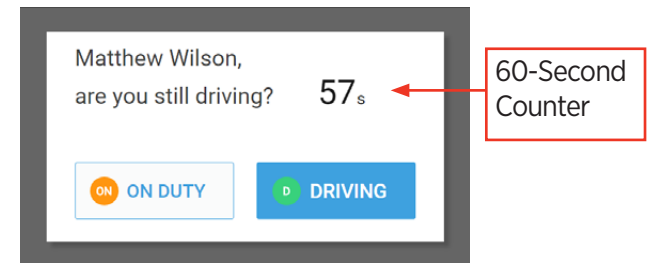 Matthew Wilson,
are you still driving?
57s
60-Second
Counter
ON ON DUTY
D DRIVING